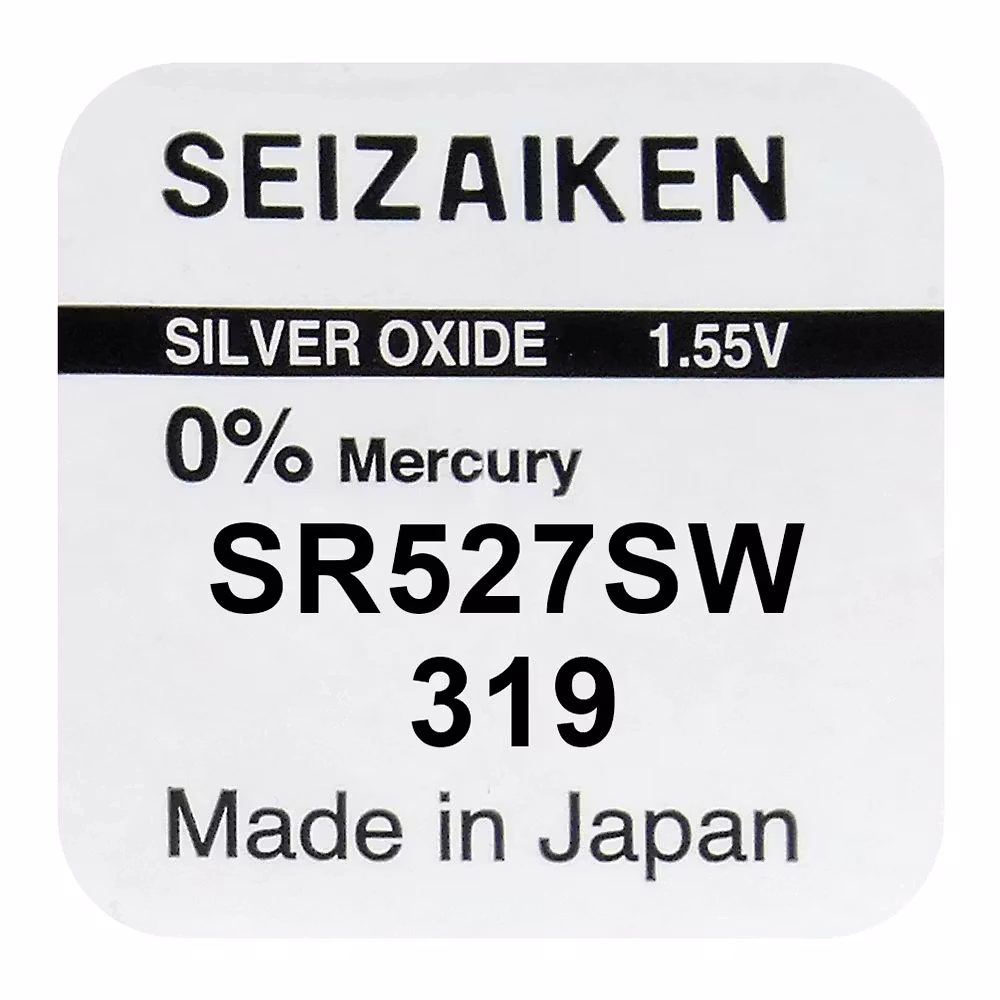 SEIZAIKEN
SILVER OXIDE 1.55V
0% Mercury
SR527SW
319
Made in Japan